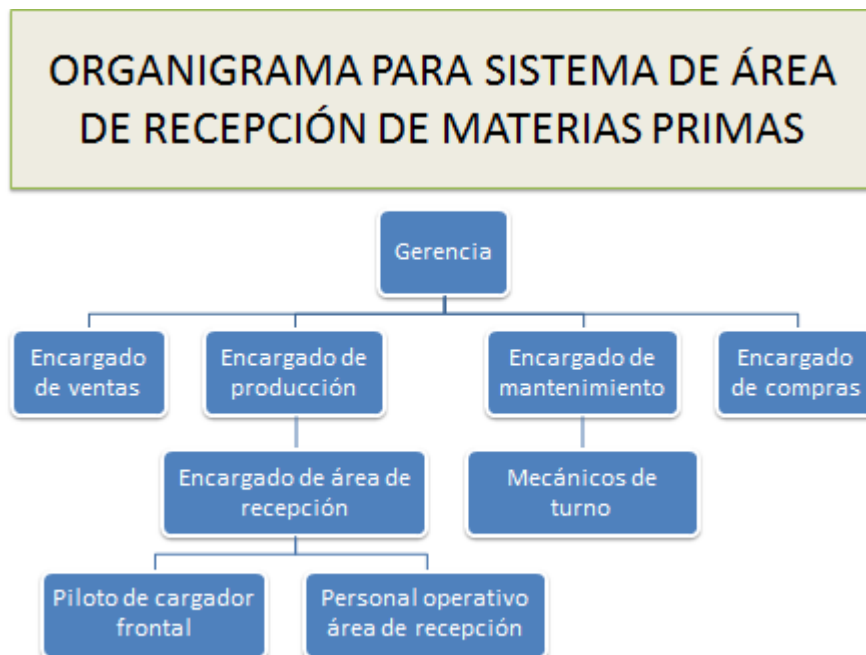 ORGANIGRAMA PARA SISTEMA DE ÁREA
DE RECEPCIÓN DE MATERIAS PRIMAS
Gerencia
Encargado
de ventas
Encargado de
producción
Encargado de
mantenimiento
Encargado
de compras
Encargado de área de
recepción
Mecánicos de
turno
Piloto de cargador
frontal
Personal operativo
área de recepción